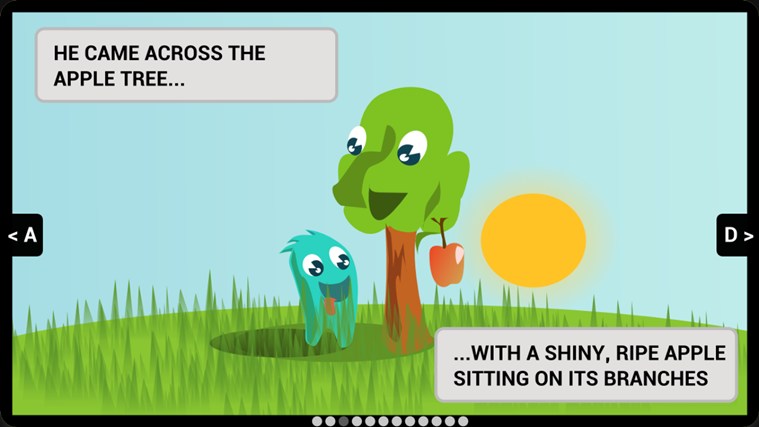 HE CAME ACROSS THE
APPLE TREE...
< A
D >
...WITH A SHINY, RIPE APPLE
SITTING ON ITS BRANCHES